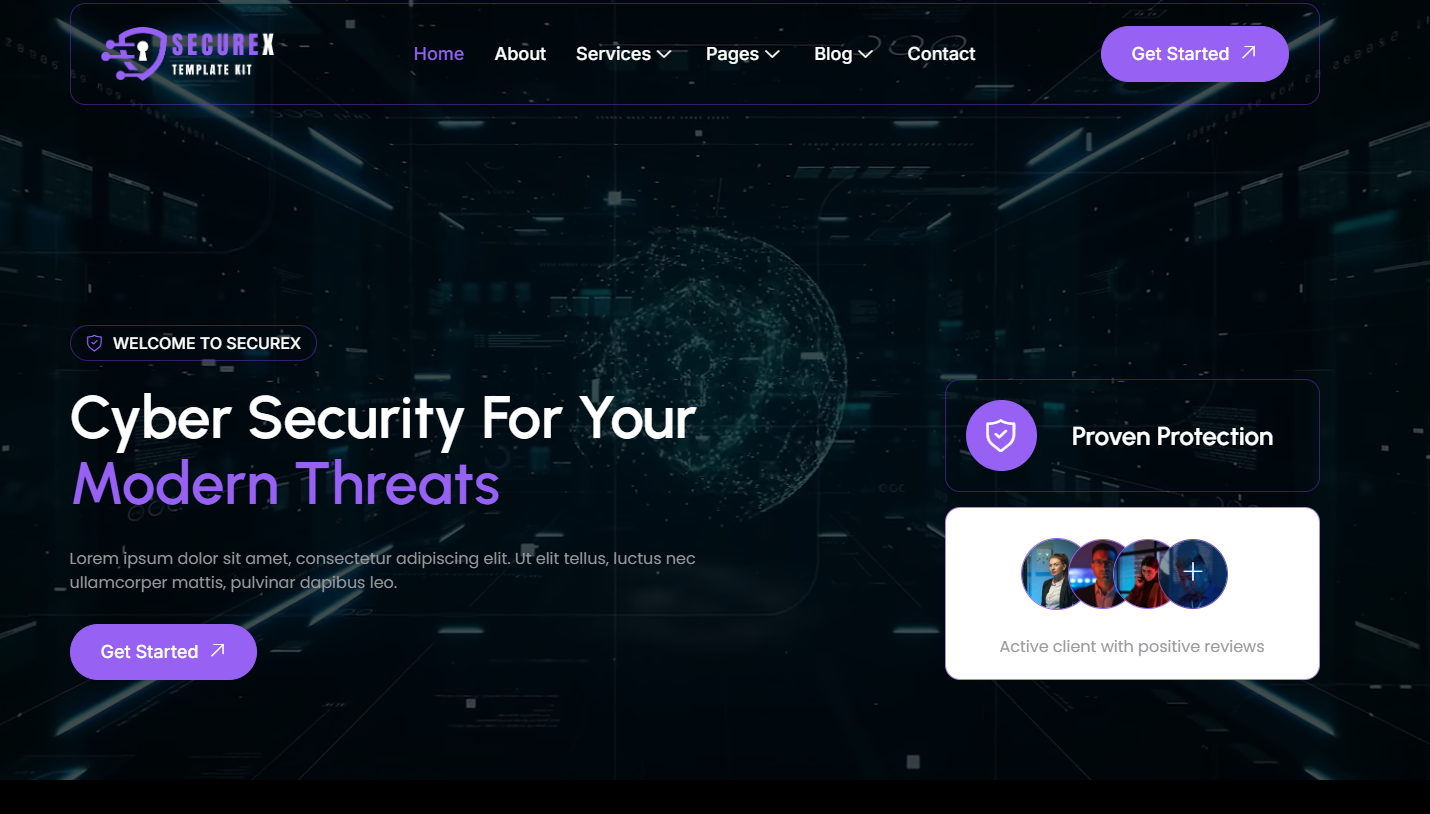 SECUREX
TEMPLATE KIT
Home
About
Services
Pages
Blog
Contact
Get Started
WELCOME TO SECUREX
Cyber Security For Your
Modern Threats
Lorem ipsum dolor sit amet, consectetur adipiscing elit. Ut elit tellus, luctus nec
ullamcorper mattis, pulvinar dapibus leo.
Get Started
Proven Protection
Active client with positive reviews